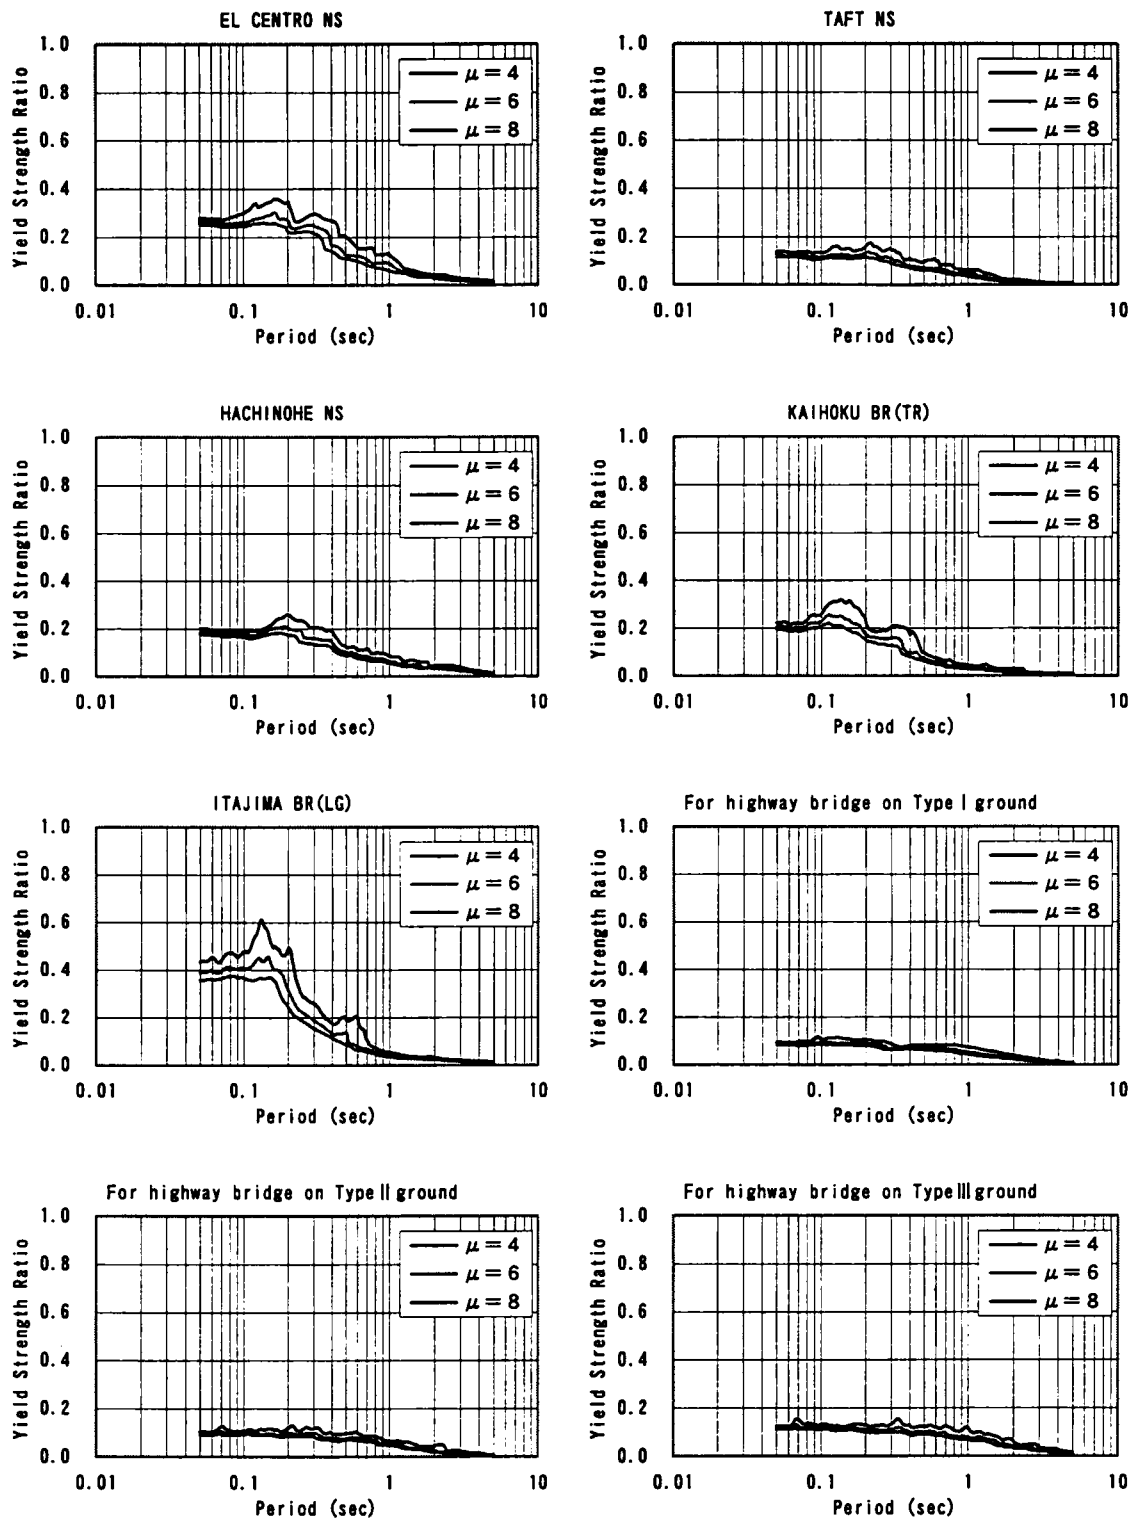 EL CENTRO NS
Yield Strength Ratio
1.0
0.8
0.6
0.4
0.2
0.0
μ = 4
μ = 6
μ = 8
0.01 0.1 1 10
Period (sec)
TAFT NS
Yield Strength Ratio
1.0
0.8
0.6
0.4
0.2
0.0
μ = 4
μ = 6
μ = 8
0.01 0.1 1 10
Period (sec)
HACHINOHE NS
Yield Strength Ratio
1.0
0.8
0.6
0.4
0.2
0.0
μ = 4
μ = 6
μ = 8
0.01 0.1 1 10
Period (sec)
KAIHOKU BR(TR)
Yield Strength Ratio
1.0
0.8
0.6
0.4
0.2
0.0
μ = 4
μ = 6
μ = 8
0.01 0.1 1 10
Period (sec)
ITAJIMA BR(LG)
Yield Strength Ratio
1.0
0.8
0.6
0.4
0.2
0.0
μ = 4
μ = 6
μ = 8
0.01 0.1 1 10
Period (sec)
For highway bridge on Type I ground
Yield Strength Ratio
1.0
0.8
0.6
0.4
0.2
0.0
μ = 4
μ = 6
μ = 8
0.01 0.1 1 10
Period (sec)
For highway bridge on Type II ground
Yield Strength Ratio
1.0
0.8
0.6
0.4
0.2
0.0
μ = 4
μ = 6
μ = 8
0.01 0.1 1 10
Period (sec)
For highway bridge on Type III ground
Yield Strength Ratio
1.0
0.8
0.6
0.4
0.2
0.0
μ = 4
μ = 6
μ = 8
0.01 0.1 1 10
Period (sec)